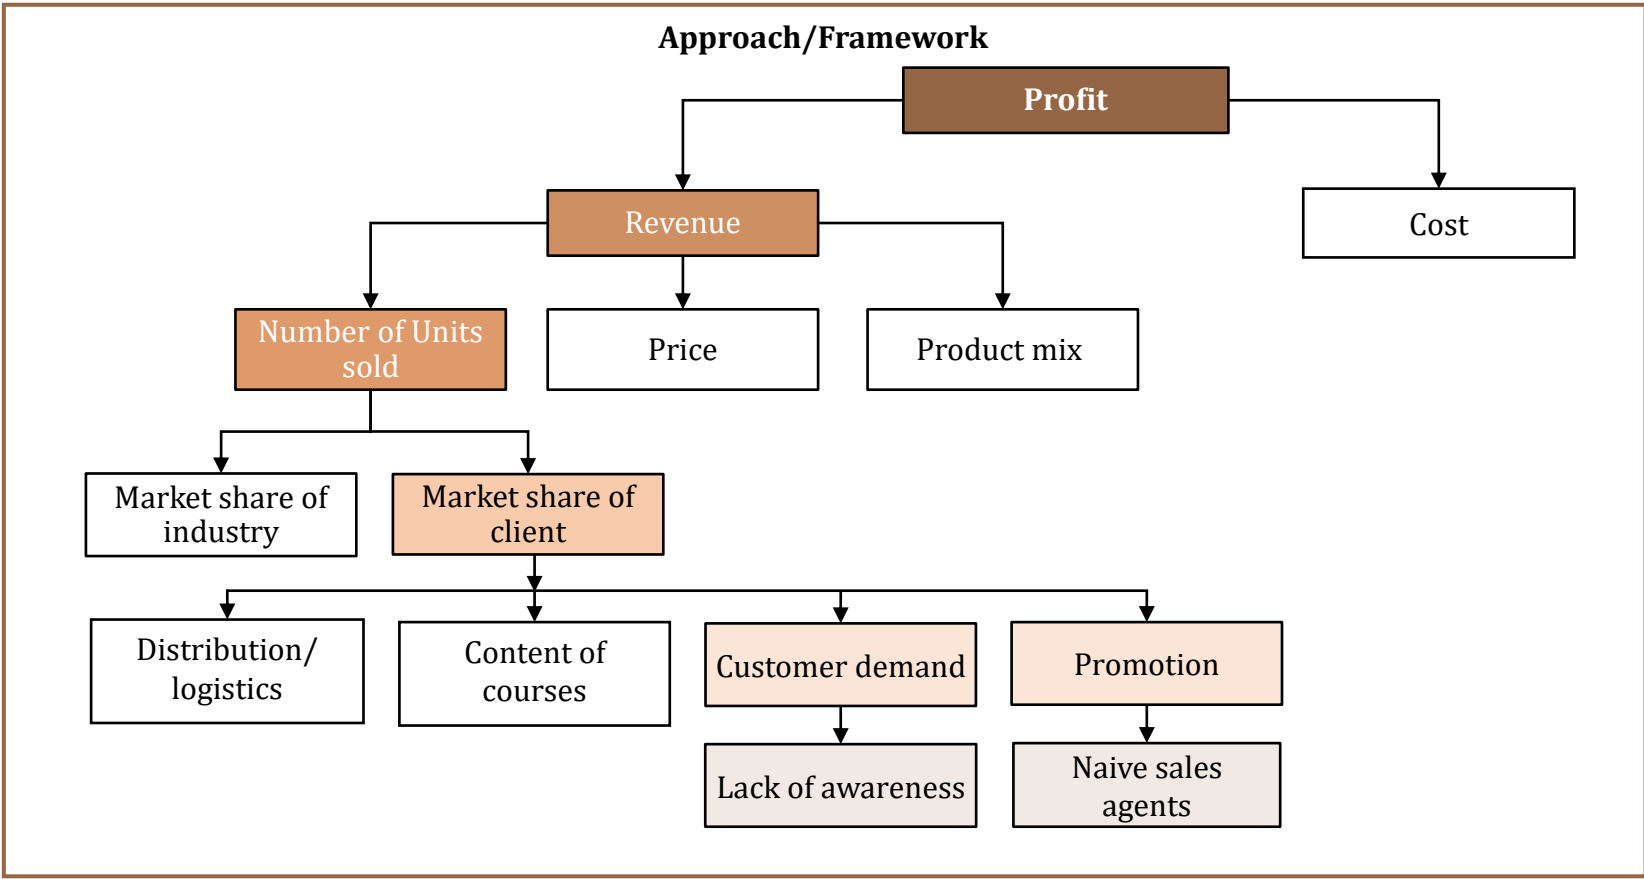 Approach/Framework
Profit
Revenue
Cost
Number of Units
sold
Price
Product mix
Market share of
industry
Market share of
client
Distribution/
logistics
Content of
courses
Customer demand
Promotion
Lack of awareness
Naive sales
agents